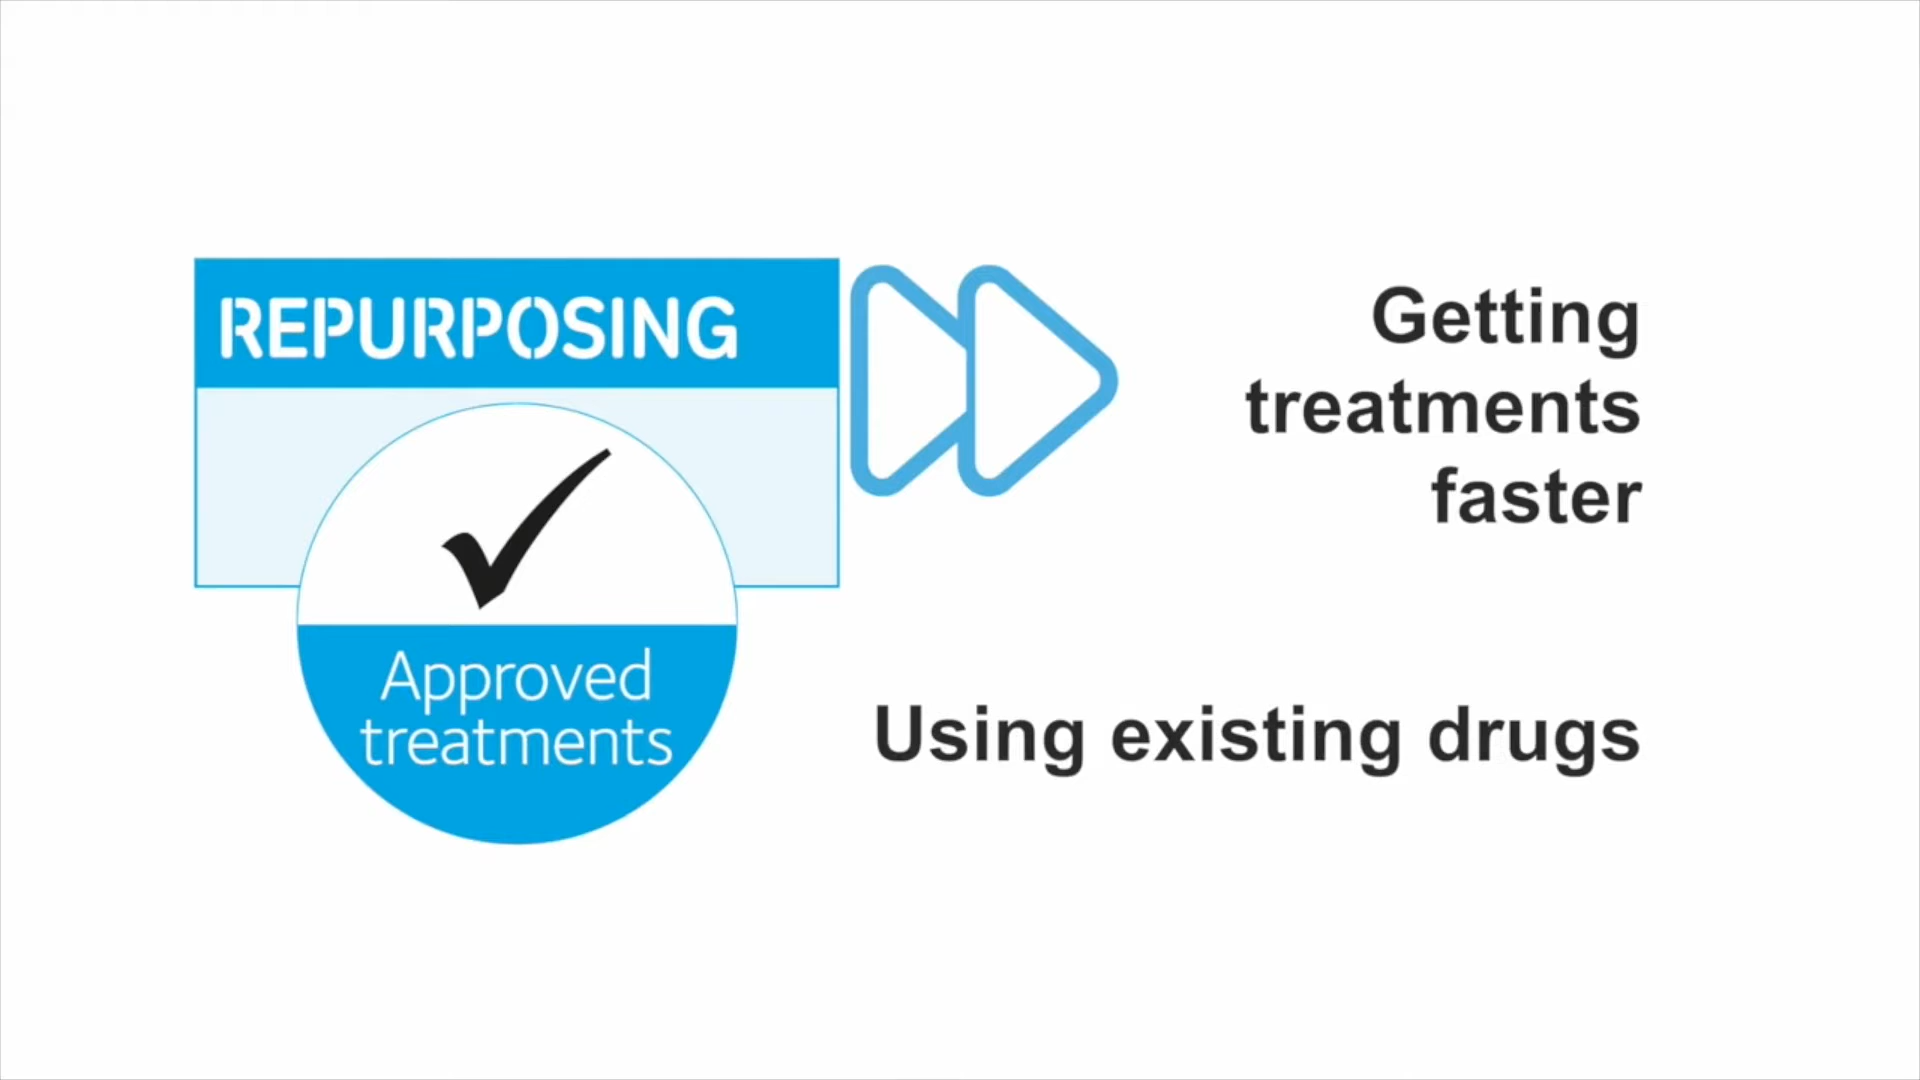 REPURPOSING
Approved
treatments
Getting
treatments
faster
Using existing drugs